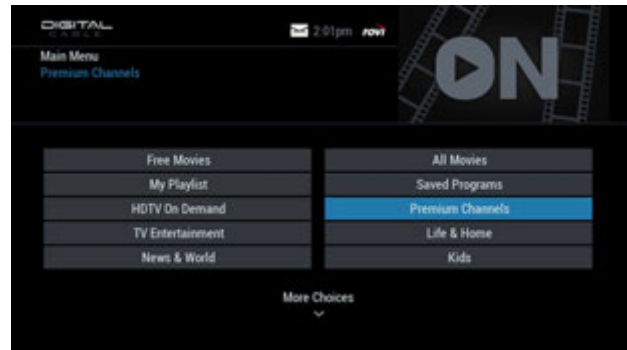 DIGITAL
CABLE
2:01pm rovi
Main Menu
Premium Channels
ON
Free Movies
All Movies
My Playlist
Saved Programs
HDTV On Demand
Premium Channels
TV Entertainment
Life & Home
News & World
Kids
More Choices